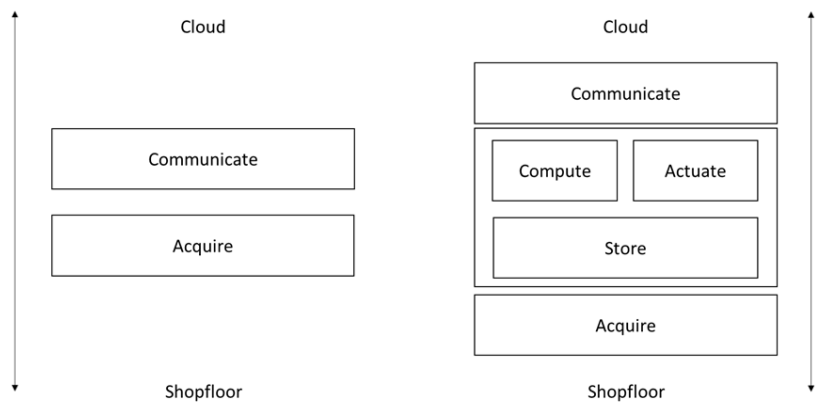 Cloud
Communicate
Acquire
Shopfloor
Cloud
Communicate
Compute
Actuate
Store
Acquire
Shopfloor